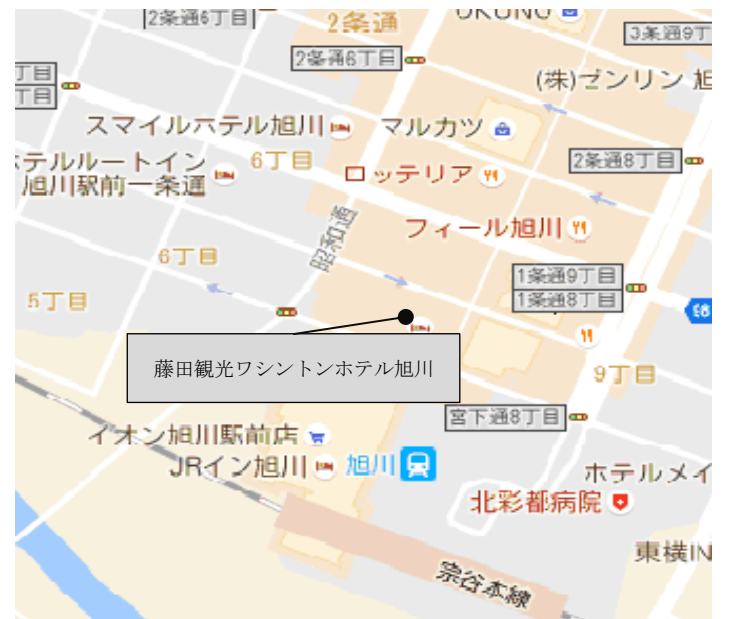 2条通6丁目
2条通
OKUNO
3条通9丁
2条通6丁目
丁目
丁目
(株)ゼンリン 旭
スマイルホテル旭川
マルカツ
ホテルルートイン
旭川駅前一条通
6丁目
ロッテリア
2条通8丁目
昭和通
フィール旭川
6丁目
1条通9丁目
1条通8丁目
5丁目
98
藤田観光ワシントンホテル旭川
9丁目
宮下通8丁目
イオン旭川駅前店
JRイン旭川
旭川
ホテルメイ
北彩都病院
東横IN
宗谷本線